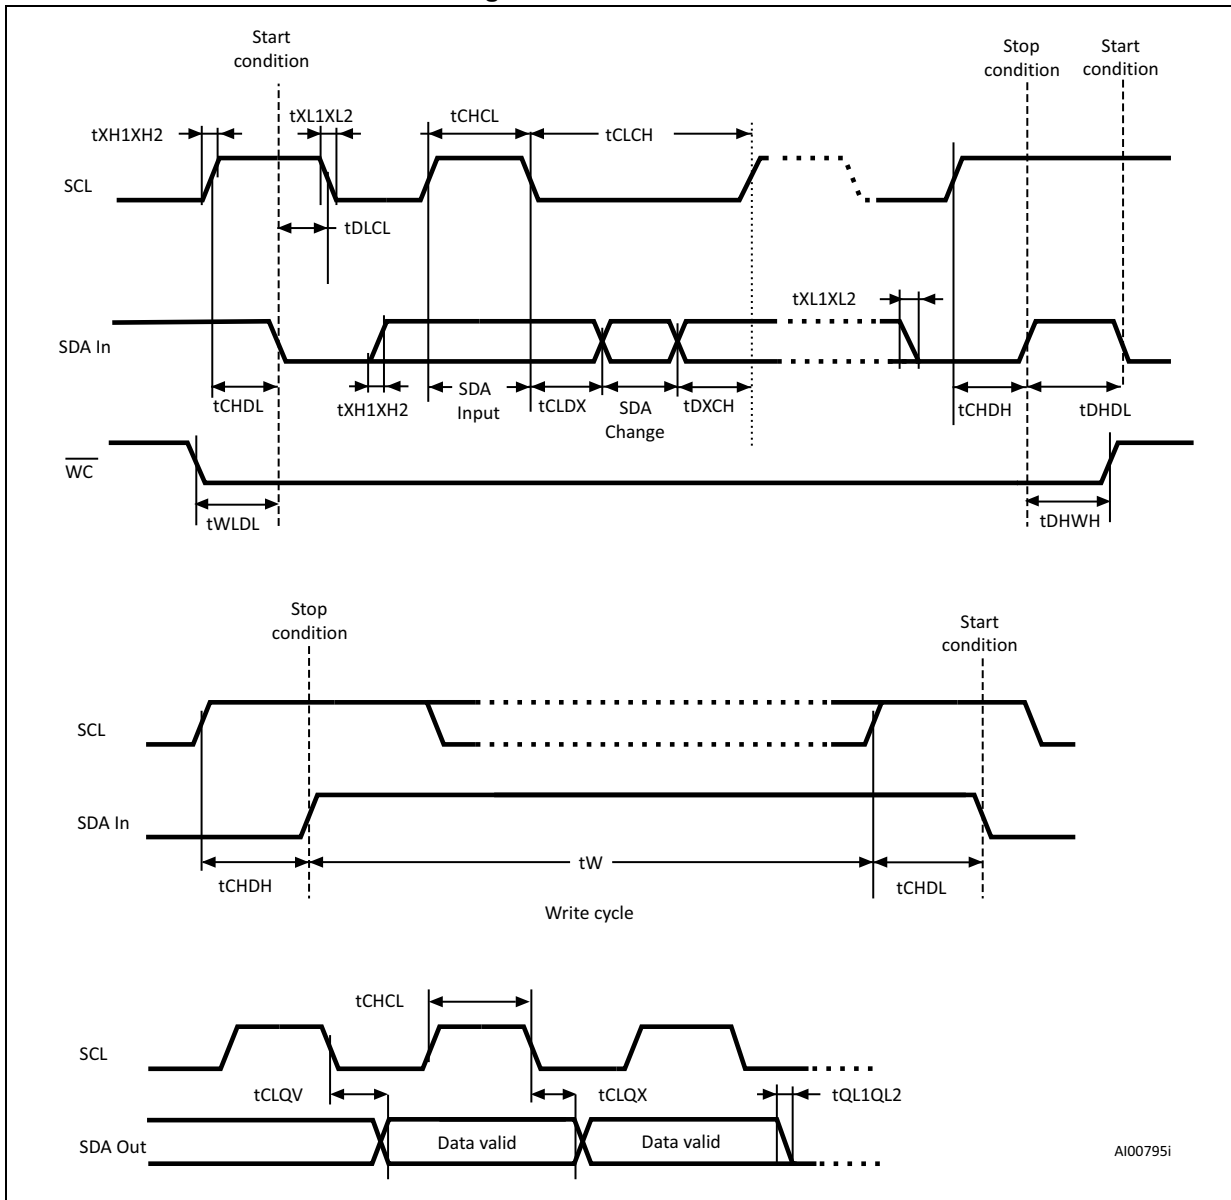 Start
condition
Stop
condition
Start
condition
tXH1XH2
tXL1XL2
tCHCL
tCLCH
SCL
tDLCL
tXL1XL2
SDA In
tCHDL
tXH1XH2
SDA
Input
tCLDX
SDA
Change
tDXCH
tCHDH
tDHDL
WC
tWLDL
tDHWH
Stop
condition
Start
condition
SCL
SDA In
tCHDH
tW
tCHDL
Write cycle
tCHCL
SCL
tCLQV
tCLQX
tQL1QL2
SDA Out
Data valid
Data valid
AI00795i